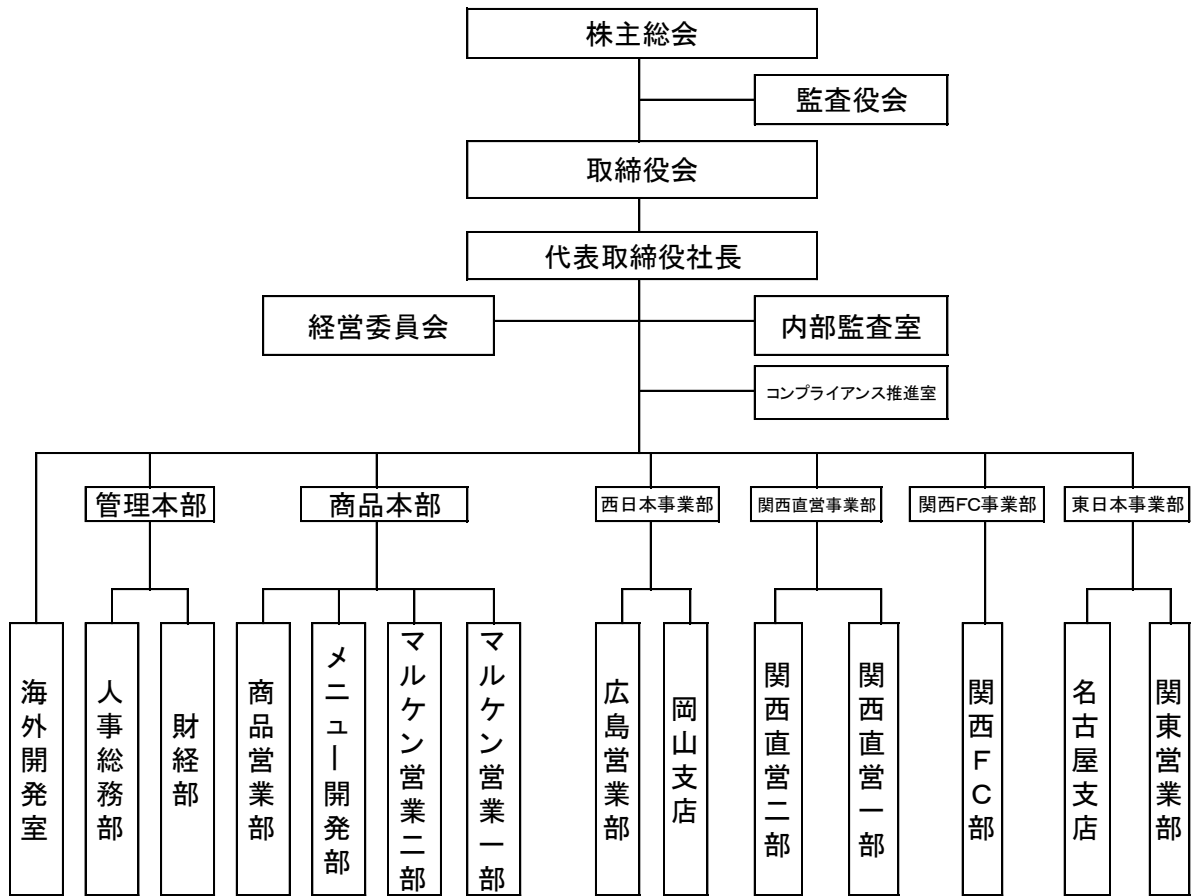 株主総会
監査役会
取締役会
代表取締役社長
経営委員会
内部監査室
コンプライアンス推進室
管理本部
商品本部
西日本事業部
関西直営事業部
関西FC事業部
東日本事業部
海外開発室
人事総務部
財経部
商品営業部
メニュー開発部
マルケン営業二部
マルケン営業一部
広島営業部
岡山支店
関西直営二部
関西直営一部
関西FC部
名古屋支店
関東営業部